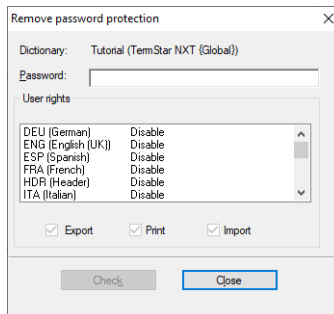 Remove password protection
Dictionary: Tutorial (TermStar NXT {Global})
Password:
User rights
DEU (German) Disable
ENG (English (UK)) Disable
ESP (Spanish) Disable
FRA (French) Disable
HDR (Header) Disable
ITA (Italian) Disable
Export Print Import
Check Close